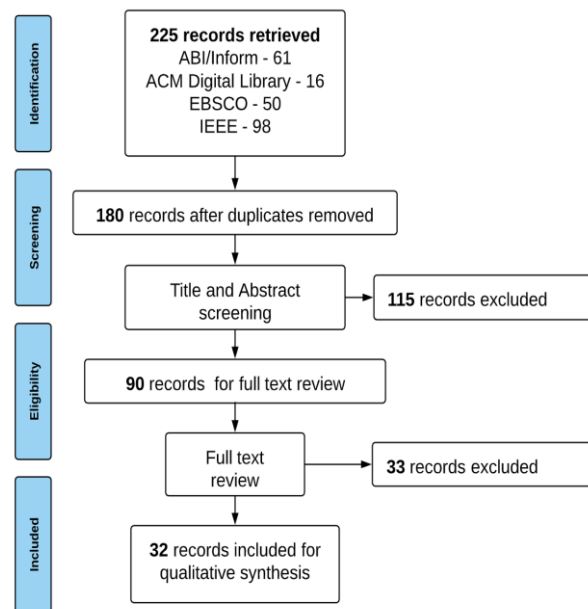 Identification
225 records retrieved
ABI/Inform - 61
ACM Digital Library - 16
EBSCO - 50
IEEE - 98
Screening
180 records after duplicates removed
Title and Abstract
screening
115 records excluded
Eligibility
90 records for full text review
Full text
review
33 records excluded
Included
32 records included for
qualitative synthesis